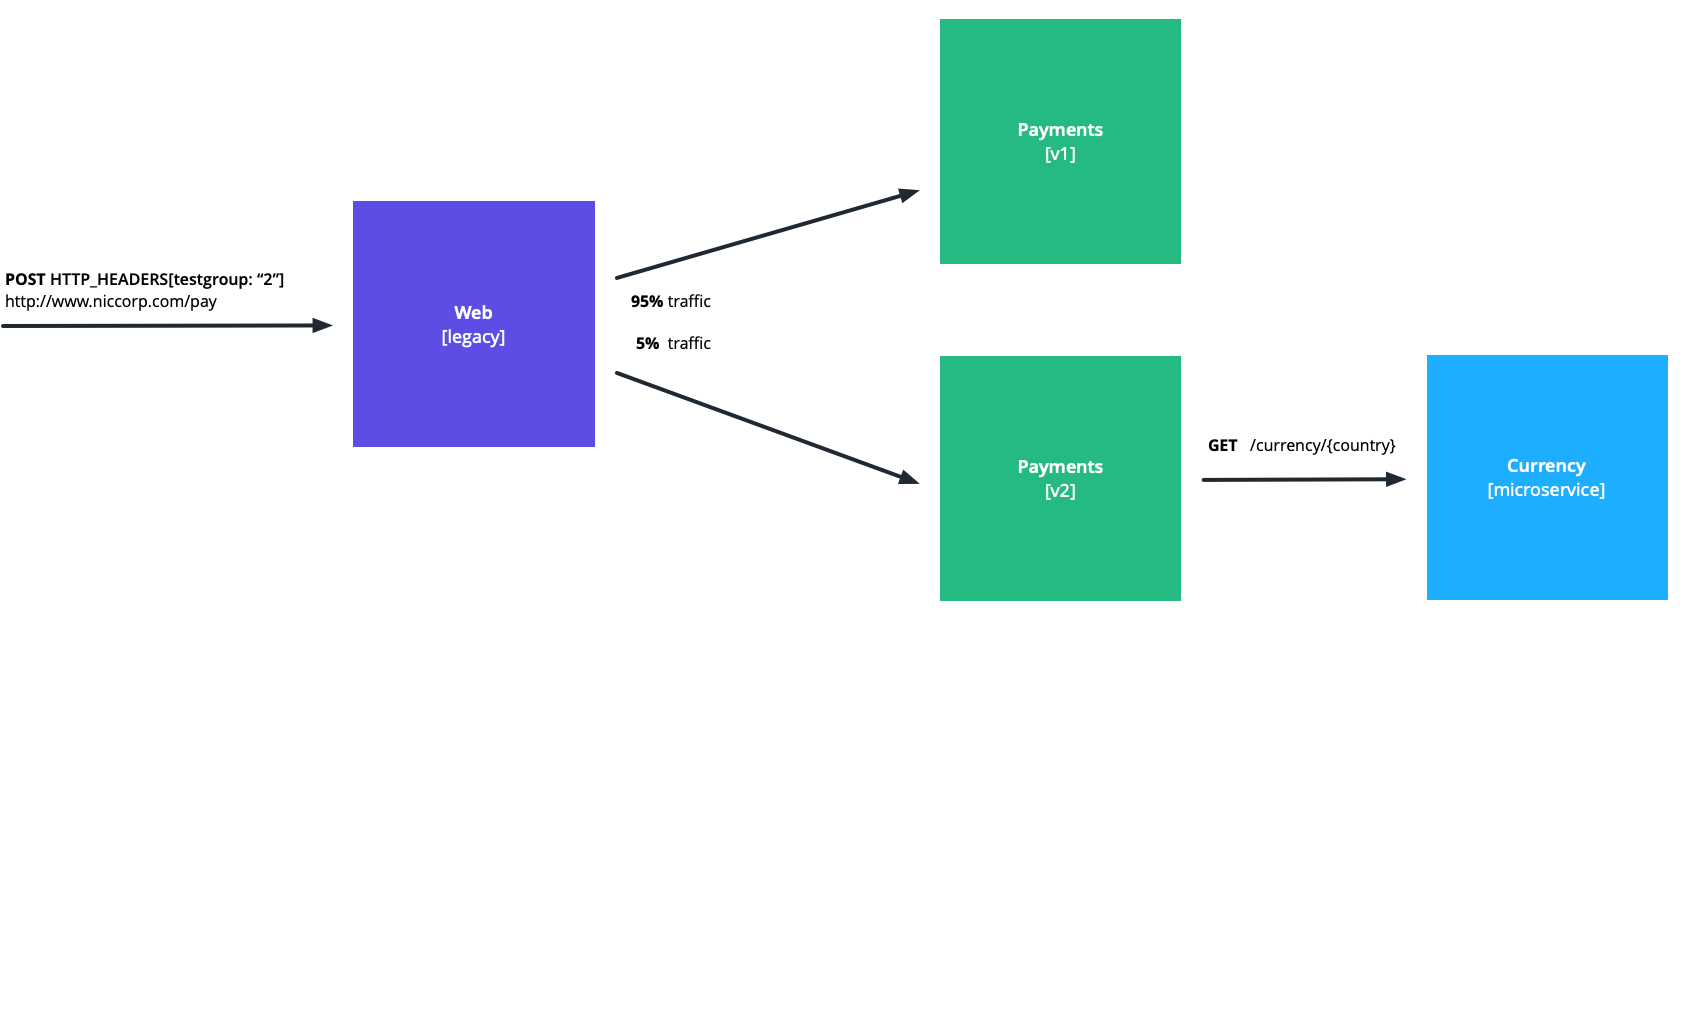 Payments
[v1]
POST HTTP_HEADERS[testgroup: “2”]
http://www.niccorp.com/pay
Web
[legacy]
95% traffic
5% traffic
Payments
[v2]
GET /currency/{country}
Currency
[microservice]